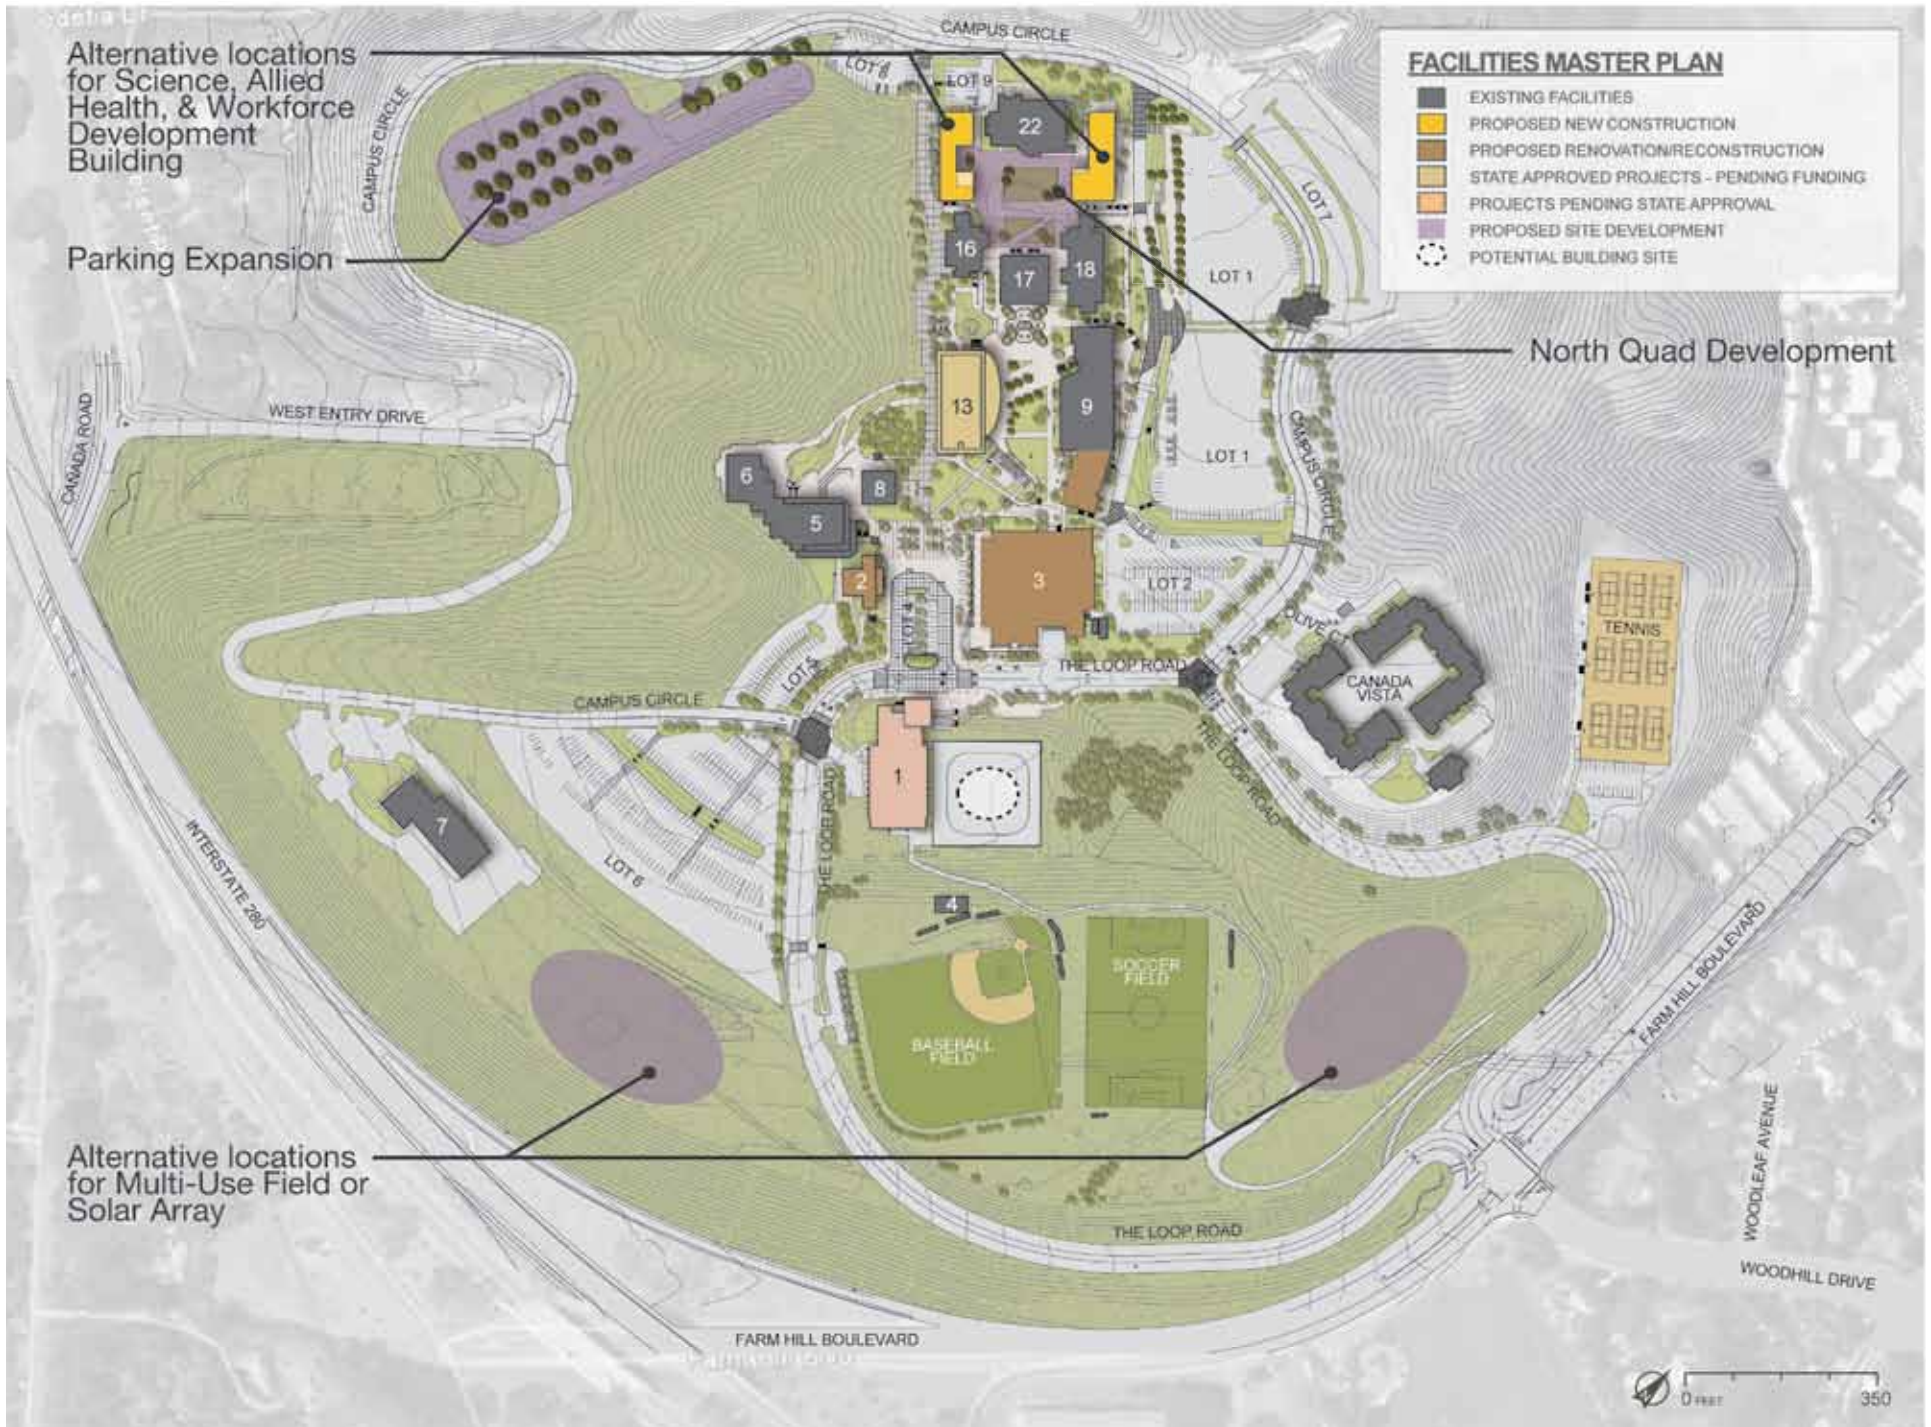 Alternative locations
for Science, Allied
Health, & Workforce
Development
Building
Parking Expansion
CAMPUS CIRCLE
CAMPUS CIRCLE
LOT 8
LOT 9
22
FACILITIES MASTER PLAN
EXISTING FACILITIES
PROPOSED NEW CONSTRUCTION
PROPOSED RENOVATION/RECONSTRUCTION
STATE APPROVED PROJECTS - PENDING FUNDING
PROJECTS PENDING STATE APPROVAL
PROPOSED SITE DEVELOPMENT
POTENTIAL BUILDING SITE
LOT 7
16
17
18
LOT 1
North Quad Development
CANADA ROAD
WEST ENTRY DRIVE
13
9
LOT 1
CAMPUS CIRCLE
6
8
5
2
3
LOT 2
LOT 4
OLIVE CT
TENNIS
LOT 5
THE LOOP ROAD
CANADA
VISTA
CAMPUS CIRCLE
THE LOOP ROAD
1
THE LOOP ROAD
7
LOT 6
INTERSTATE 280
4
SOCCER
FIELD
BASEBALL
FIELD
FARM HILL BOULEVARD
Alternative locations
for Multi-Use Field or
Solar Array
THE LOOP ROAD
WOODLEAF AVENUE
WOODHILL DRIVE
FARM HILL BOULEVARD
0 FEET
350